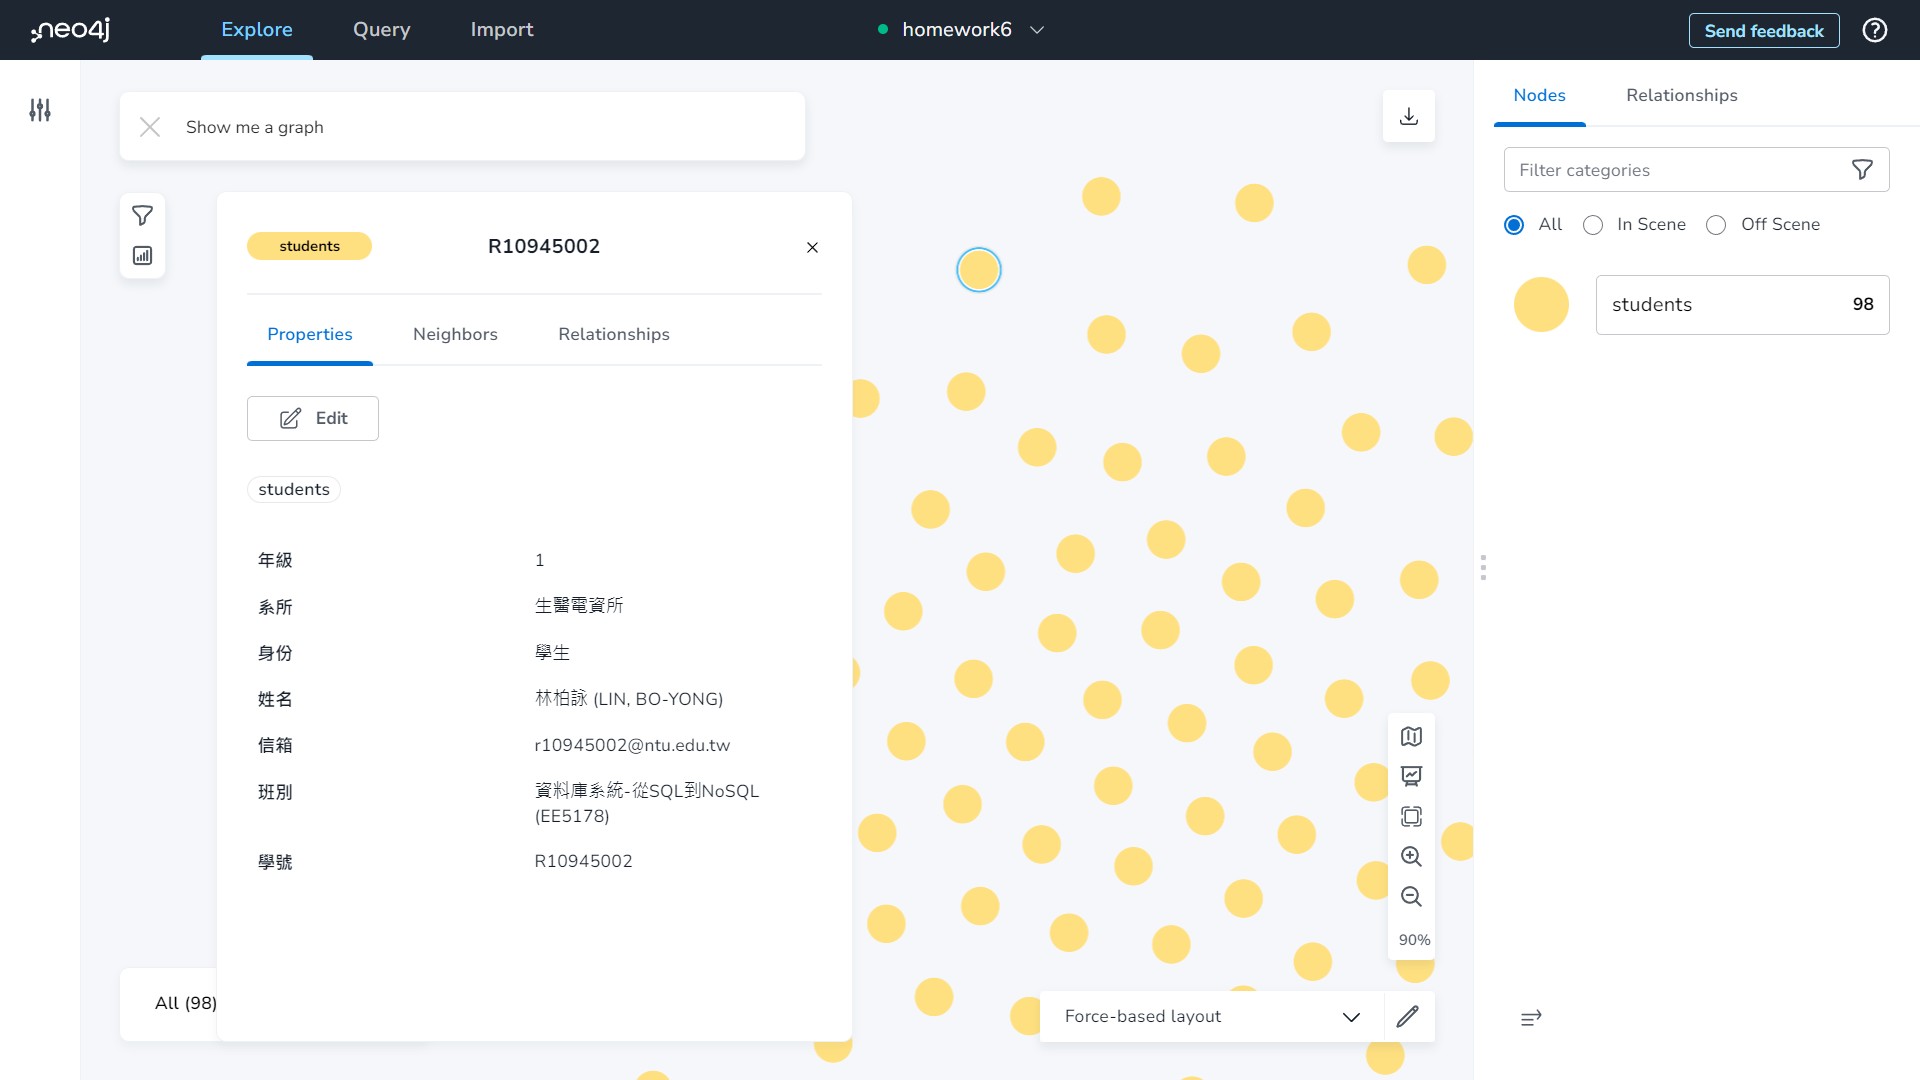 neo4j
Explore
Query
Import
homework6
Send feedback
Show me a graph
students
R10945002
Properties
Neighbors
Relationships
Edit
students
年級 1
系所 生醫電資所
身份 學生
姓名 林柏詠 (LIN, BO-YONG)
信箱 r10945002@ntu.edu.tw
班別 資料庫系統-從SQL到NoSQL
(EE5178)
學號 R10945002
All (98)
90%
Force-based layout
Nodes
Relationships
Filter categories
All
In Scene
Off Scene
students 98